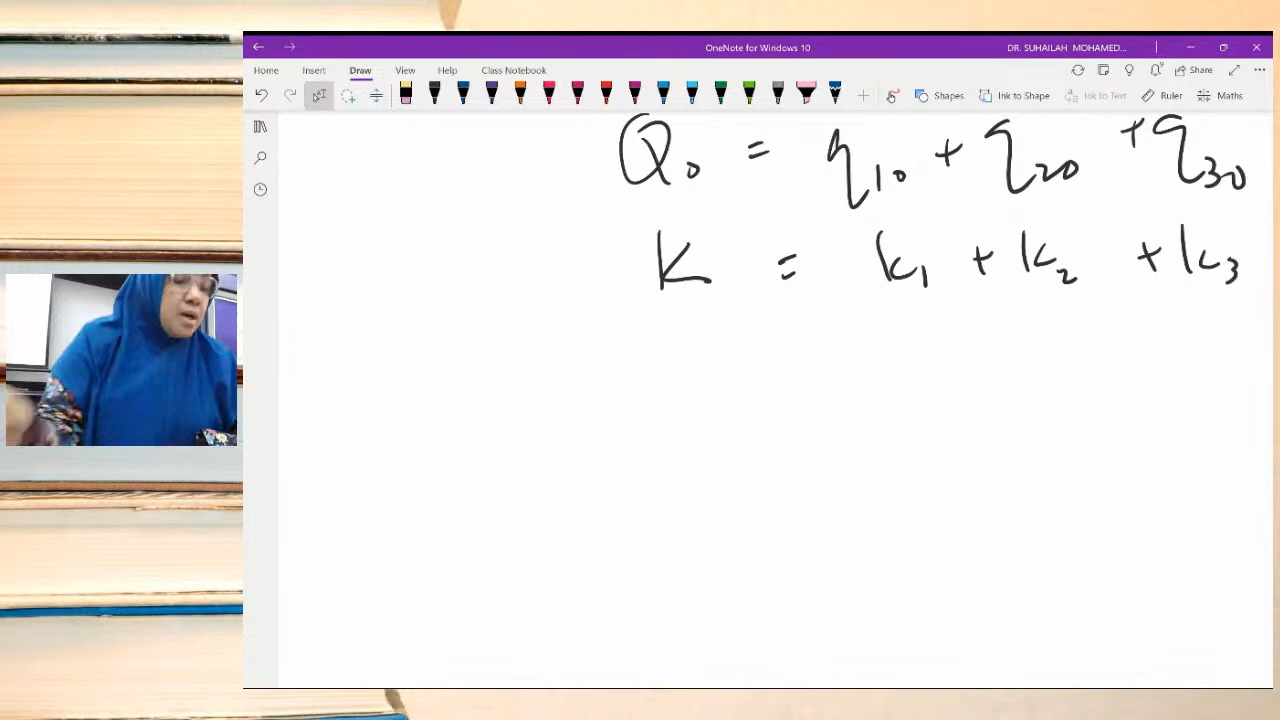 OneNote for Windows 10
DR. SUHAILAH MOHAMED...
Home Insert Draw View Help Class Notebook
Share
Shapes Ink to Shape Ink to Text Ruler Maths
Q₀ = q₁₀ + q₂₀ + q₃₀
K = k₁ + k₂ + k₃